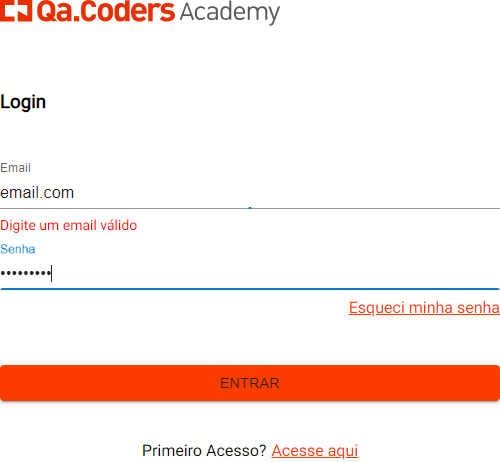 Qa.Coders Academy
Login
Email
email.com
Digite um email válido
Senha
•••••••••
Esqueci minha senha
ENTRAR
Primeiro Acesso? Acesse aqui